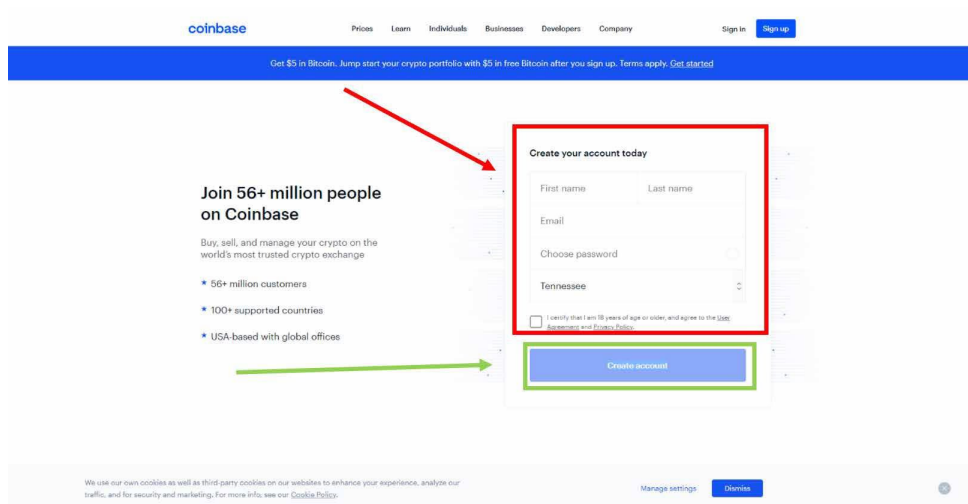 coinbase
Prices Learn Individuals Businesses Developers Company
Sign in Sign up
Get $5 in Bitcoin. Jump start your crypto portfolio with $5 in free Bitcoin after you sign up. Terms apply. Get started
Join 56+ million people
on Coinbase
Buy, sell, and manage your crypto on the
world's most trusted crypto exchange
* 56+ million customers
* 100+ supported countries
* USA-based with global offices
Create your account today
First name Last name
Email
Choose password
Tennessee
I certify that I am 18 years of age or older, and agree to the User
Agreement and Privacy Policy.
Create account
We use our own cookies as well as third-party cookies on our websites to enhance your experience, analyze our
traffic, and for security and marketing. For more info, see our Cookie Policy.
Manage settings Dismiss